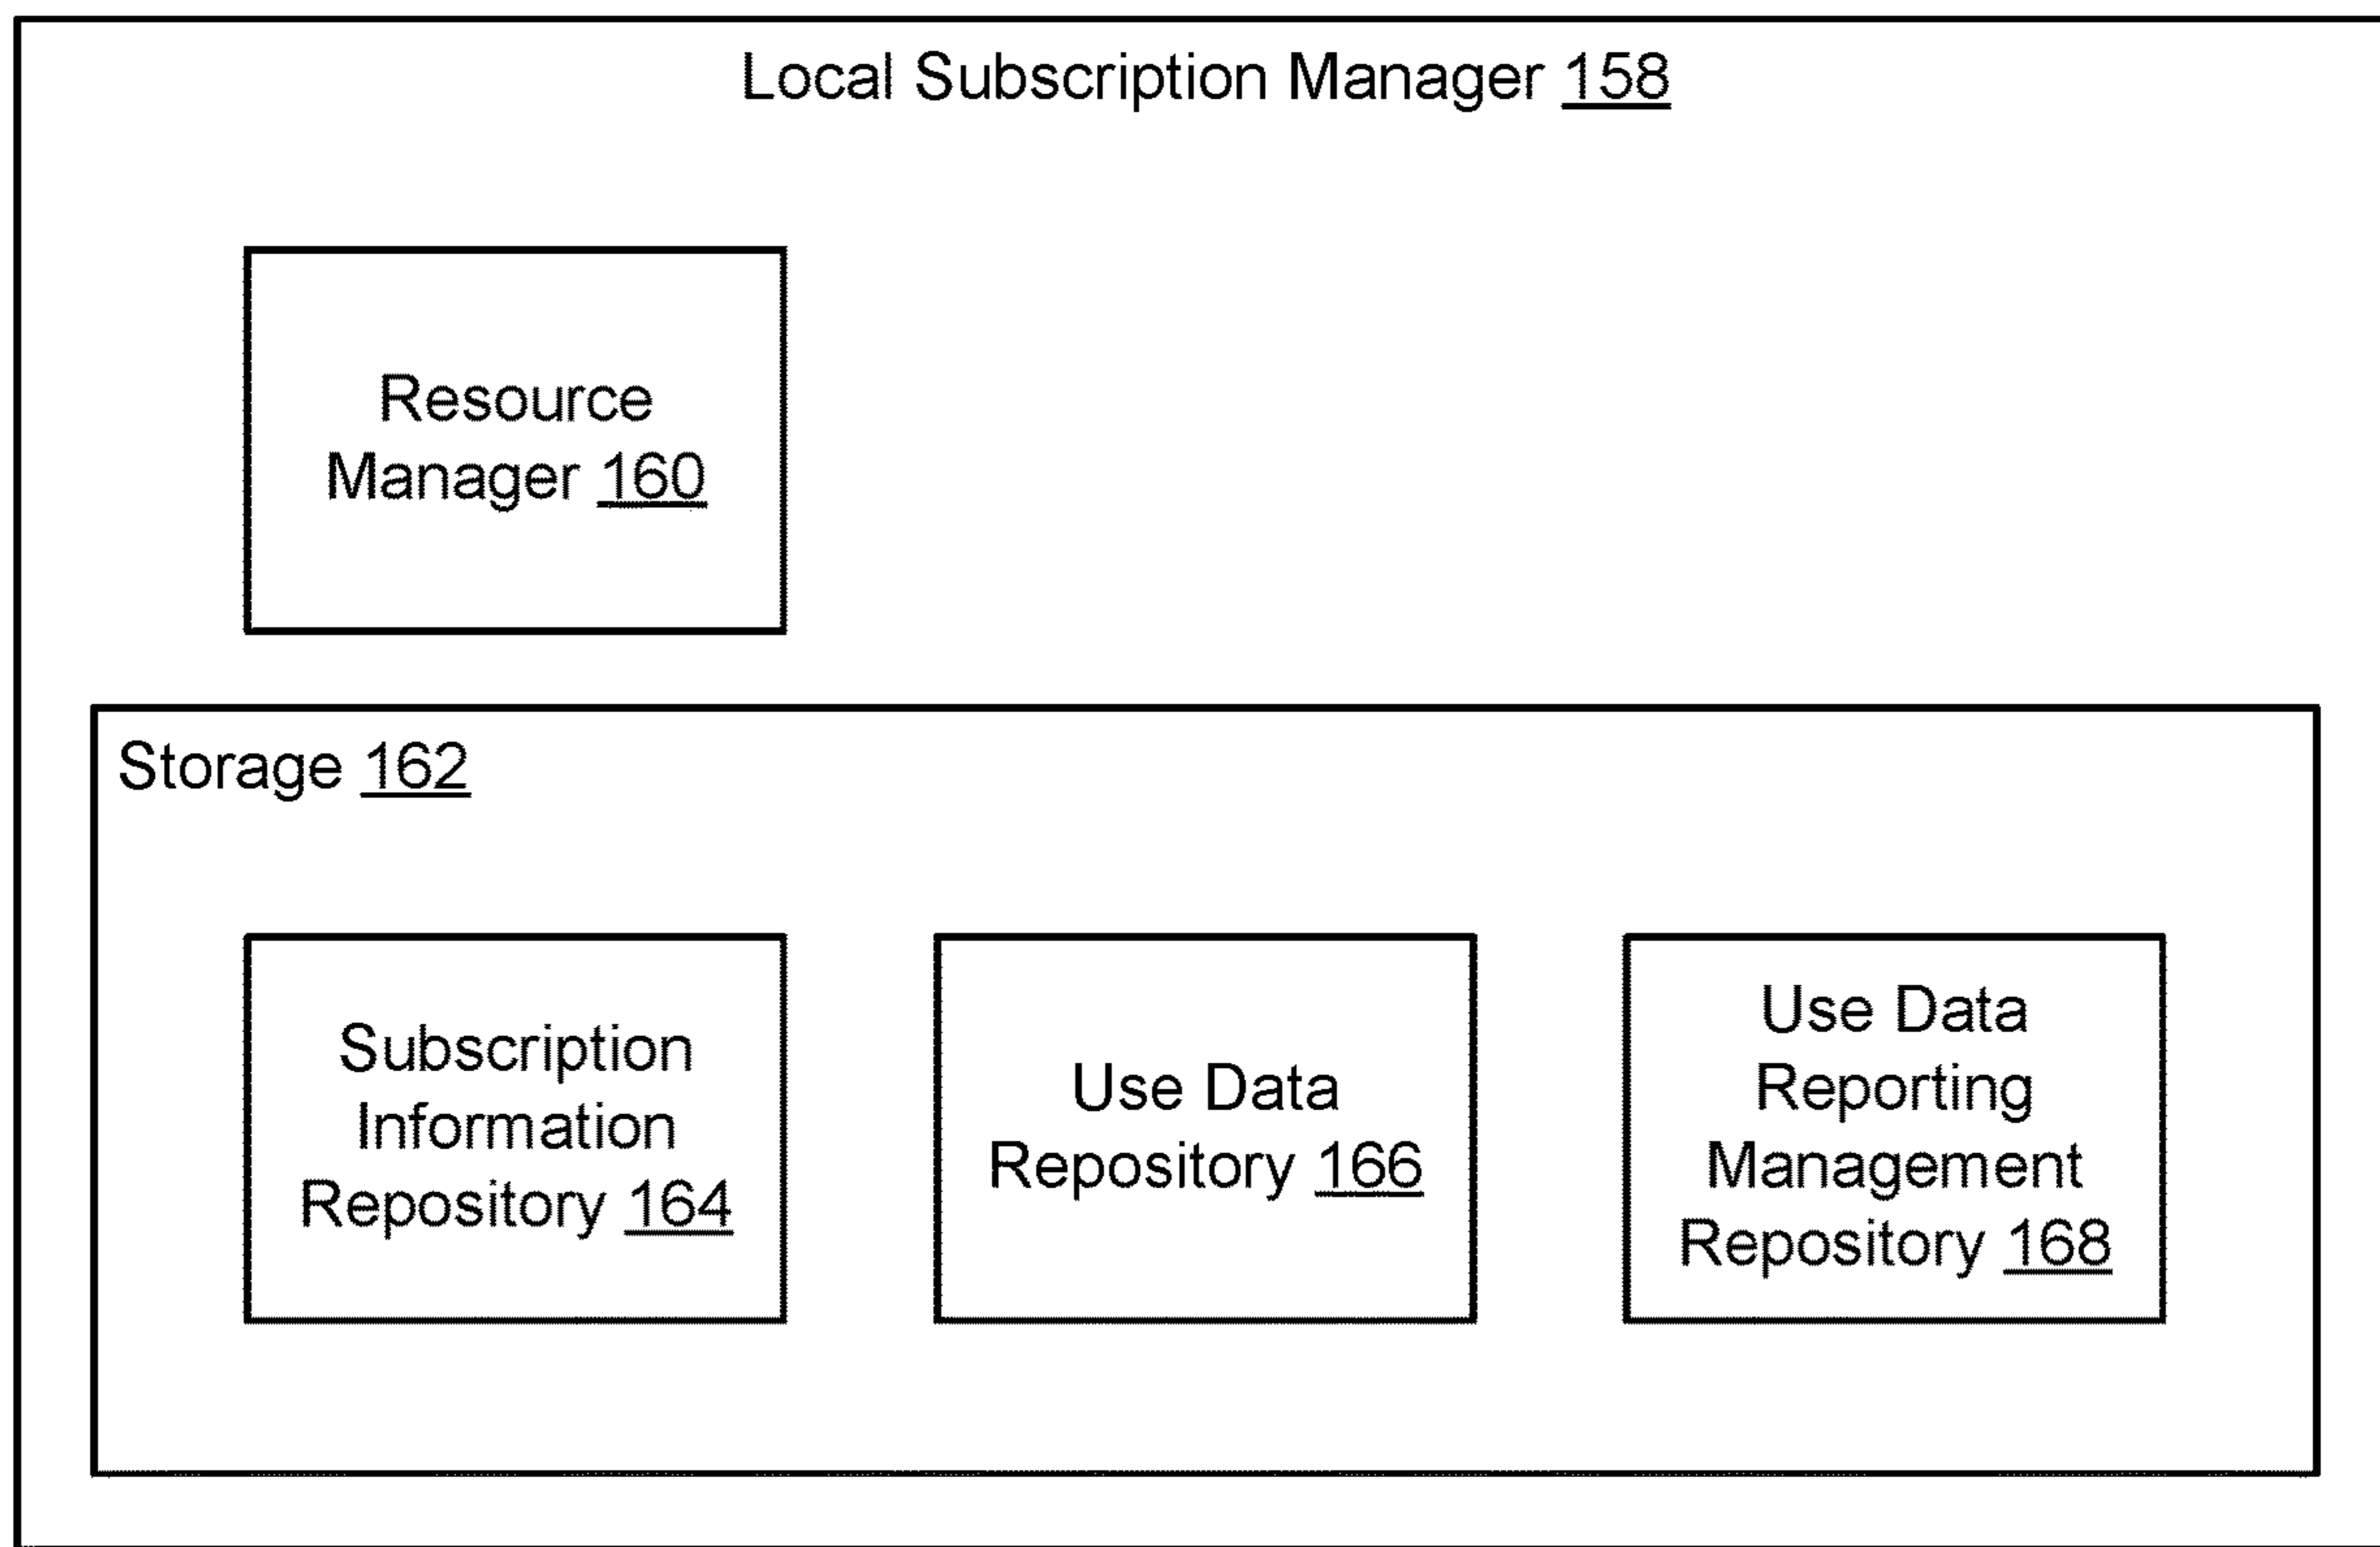 Local Subscription Manager 158
Resource
Manager 160
Storage 162
Subscription
Information
Repository 164
Use Data
Repository 166
Use Data
Reporting
Management
Repository 168